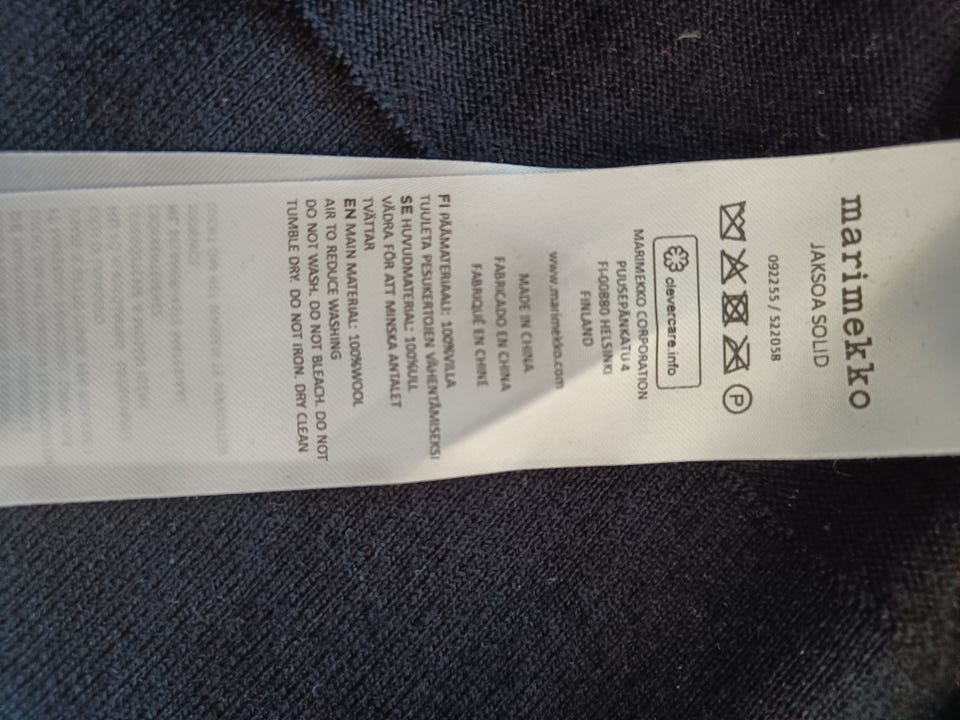 marimekko
JAKSOA SOLID
092255 / 522058
P
clevercare.info
MARIMEKKO CORPORATION
PUUSEPÄNKATU 4
FI-00880 HELSINKI
FINLAND
www.marimekko.com
MADE IN CHINA
FABRICADO EN CHINA
FABRIQUÉ EN CHINE
FI PÄÄMATERIAALI: 100%VILLA
TUULETA PESUKERTOJEN VÄHENTÄMISEKSI
SE HUVUDMATERIAL: 100%ULL
VÄDRA FÖR ATT MINSKA ANTALET
TVÄTTAR
EN MAIN MATERIAL: 100%WOOL
AIR TO REDUCE WASHING
DO NOT WASH. DO NOT BLEACH. DO NOT
TUMBLE DRY. DO NOT IRON. DRY CLEAN